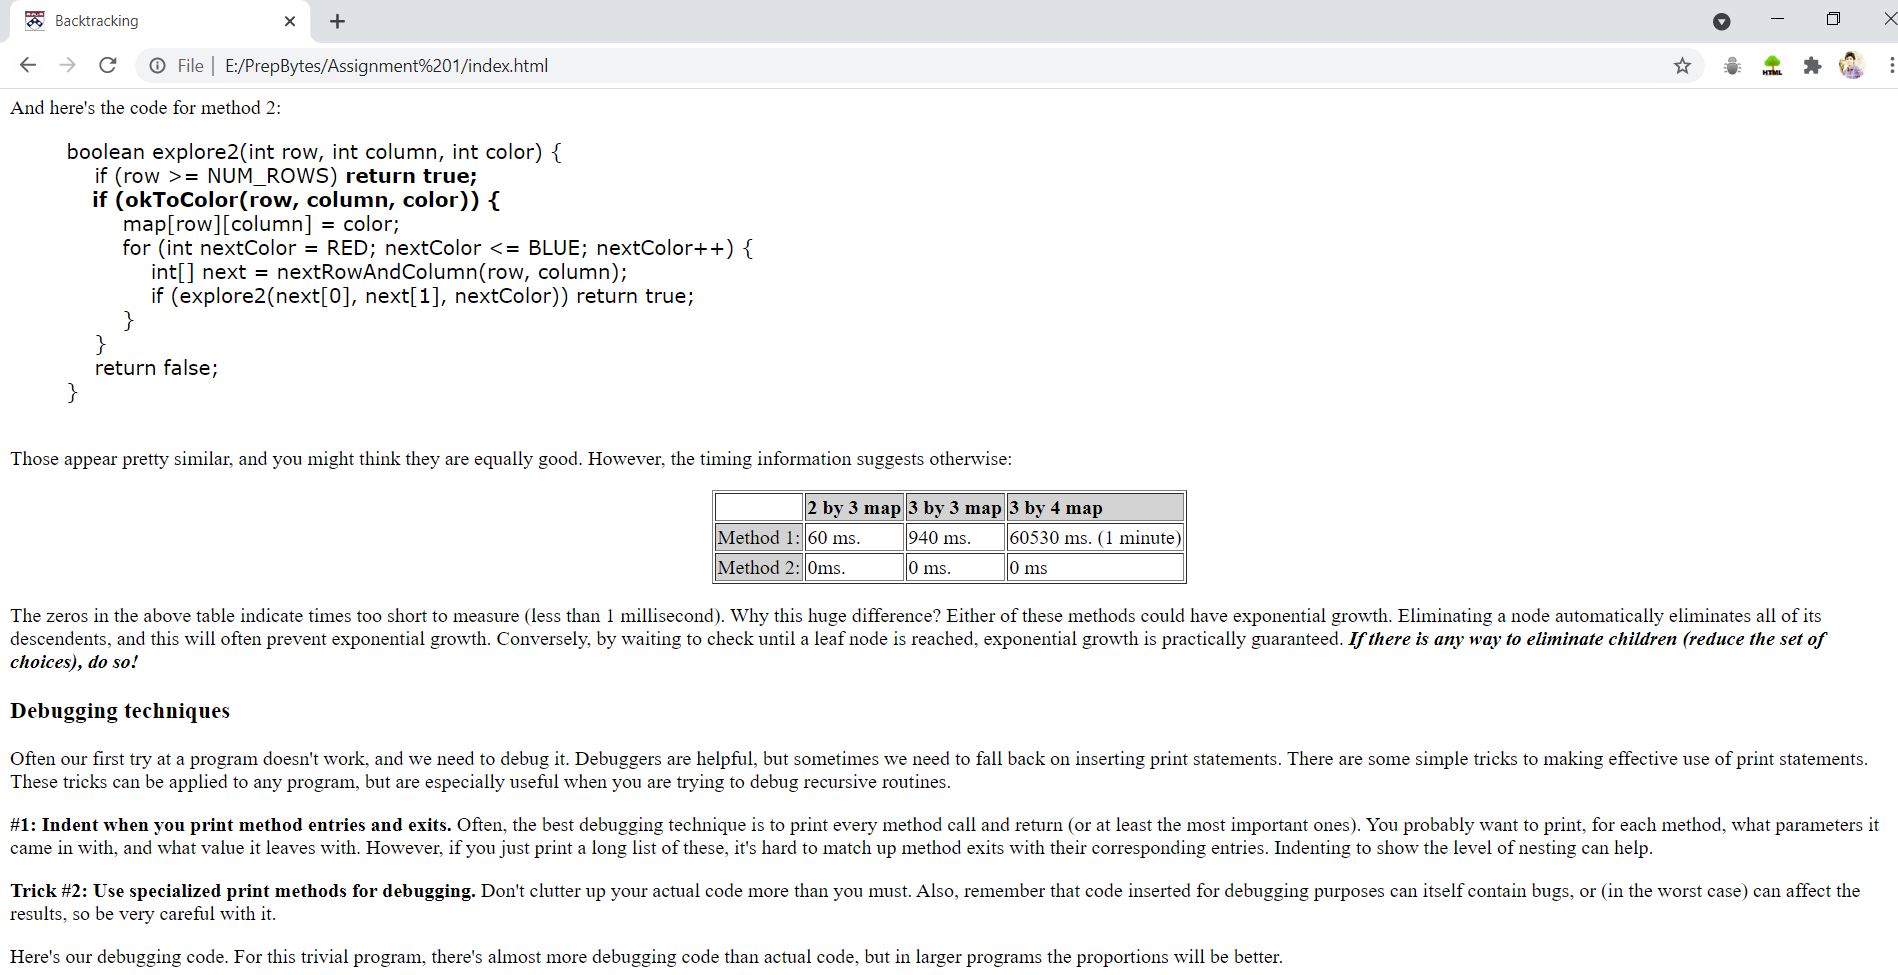 Backtracking
File | E:/PrepBytes/Assignment%201/index.html
HTML
And here's the code for method 2:
boolean explore2(int row, int column, int color) {
if (row >= NUM_ROWS) return true;
if (okToColor(row, column, color)) {
map[row][column] = color;
for (int nextColor = RED; nextColor <= BLUE; nextColor++) {
int[] next = nextRowAndColumn(row, column);
if (explore2(next[0], next[1], nextColor)) return true;
}
}
return false;
}
Those appear pretty similar, and you might think they are equally good. However, the timing information suggests otherwise:
2 by 3 map 3 by 3 map 3 by 4 map
Method 1: 60 ms. 940 ms. 60530 ms. (1 minute)
Method 2: 0ms. 0 ms. 0 ms
The zeros in the above table indicate times too short to measure (less than 1 millisecond). Why this huge difference? Either of these methods could have exponential growth. Eliminating a node automatically eliminates all of its
descendents, and this will often prevent exponential growth. Conversely, by waiting to check until a leaf node is reached, exponential growth is practically guaranteed. If there is any way to eliminate children (reduce the set of
choices), do so!
Debugging techniques
Often our first try at a program doesn't work, and we need to debug it. Debuggers are helpful, but sometimes we need to fall back on inserting print statements. There are some simple tricks to making effective use of print statements.
These tricks can be applied to any program, but are especially useful when you are trying to debug recursive routines.
#1: Indent when you print method entries and exits. Often, the best debugging technique is to print every method call and return (or at least the most important ones). You probably want to print, for each method, what parameters it
came in with, and what value it leaves with. However, if you just print a long list of these, it's hard to match up method exits with their corresponding entries. Indenting to show the level of nesting can help.
Trick #2: Use specialized print methods for debugging. Don't clutter up your actual code more than you must. Also, remember that code inserted for debugging purposes can itself contain bugs, or (in the worst case) can affect the
results, so be very careful with it.
Here's our debugging code. For this trivial program, there's almost more debugging code than actual code, but in larger programs the proportions will be better.